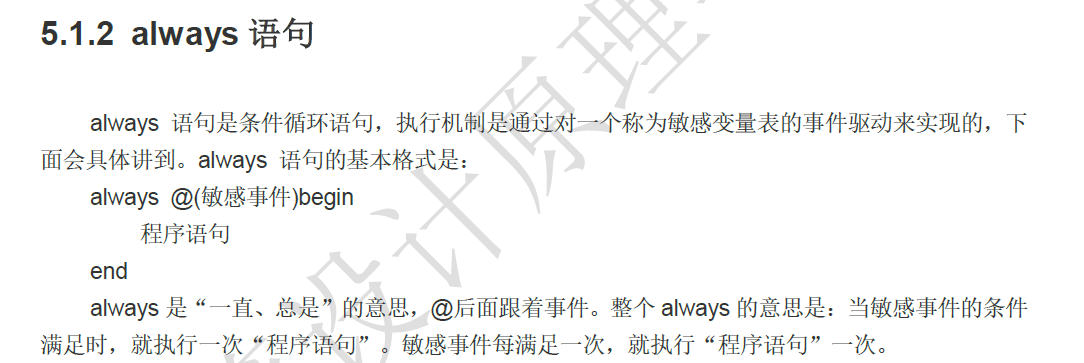 5.1.2 always 语句
always 语句是条件循环语句，执行机制是通过对一个称为敏感变量表的事件驱动来实现的，下
面会具体讲到。always 语句的基本格式是：
always @(敏感事件)begin
程序语句
end
always 是“一直、总是”的意思，@后面跟着事件。整个 always 的意思是：当敏感事件的条件
满足时，就执行一次“程序语句”。敏感事件每满足一次，就执行“程序语句”一次。
设计原理